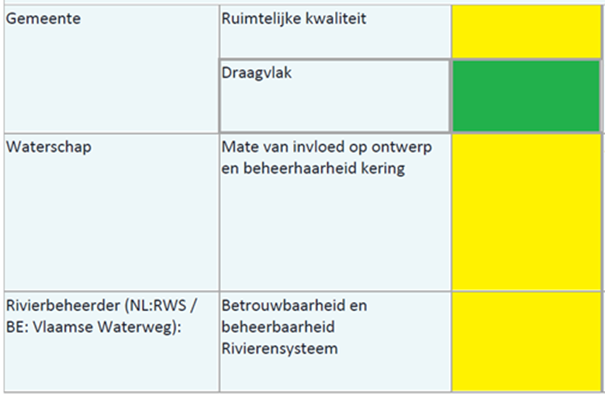 Gemeente
Ruimtelijke kwaliteit
Draagvlak
Waterschap
Mate van invloed op ontwerp
en beheerhaarheid kering
Rivierbeheerder (NL:RWS /
BE: Vlaamse Waterweg):
Betrouwbaarheid en
beheerbaarheid
Rivierensysteem